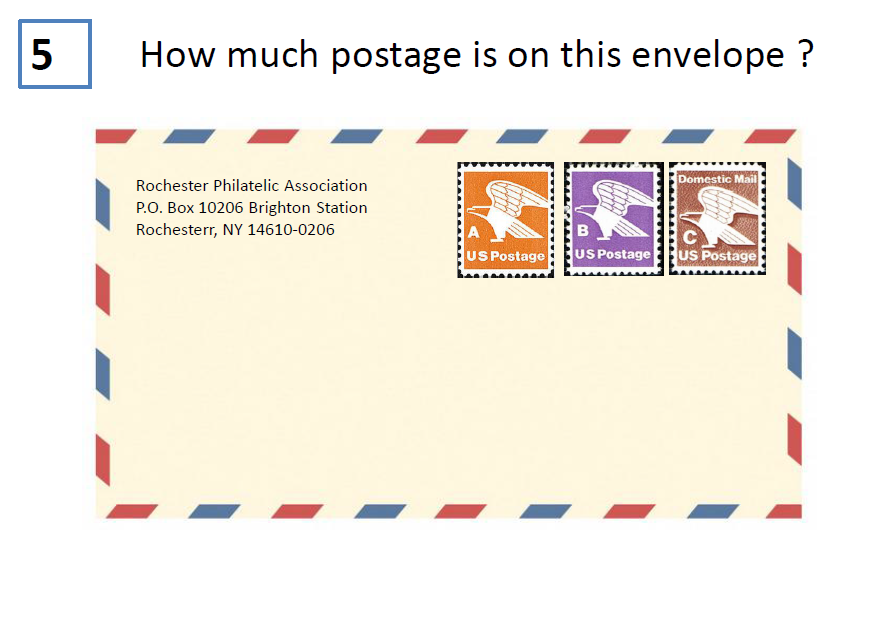 5
How much postage is on this envelope ?
Rochester Philatelic Association
P.O. Box 10206 Brighton Station
Rochesterr, NY 14610-0206
A
US Postage
B
US Postage
Domestic Mail
C
US Postage